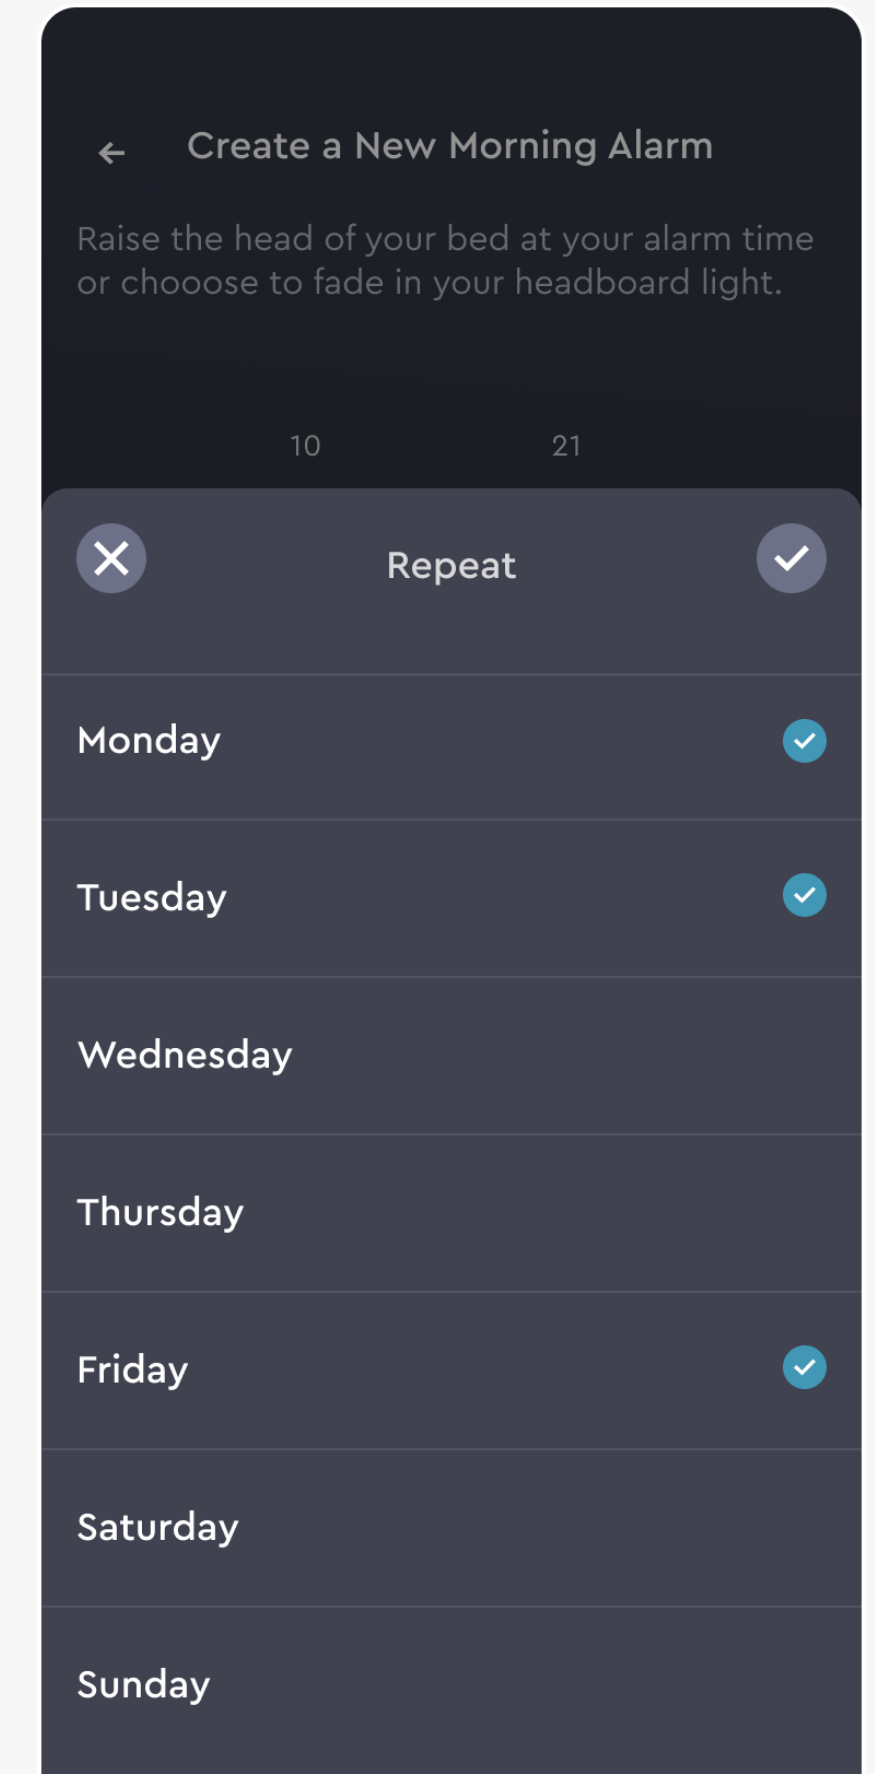 Create a New Morning Alarm
Raise the head of your bed at your alarm time
or chooose to fade in your headboard light.
10 21
Repeat
Monday
Tuesday
Wednesday
Thursday
Friday
Saturday
Sunday